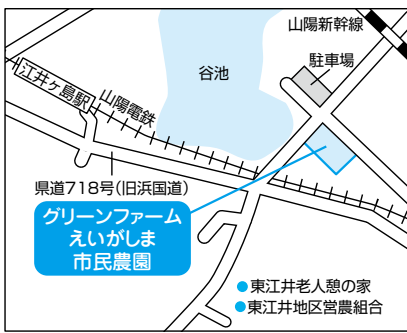 山陽新幹線
駐車場
谷池
江井ヶ島駅
山陽電鉄
県道718号(旧浜国道)
グリーンファーム
えいがしま
市民農園
東江井老人憩の家
東江井地区営農組合